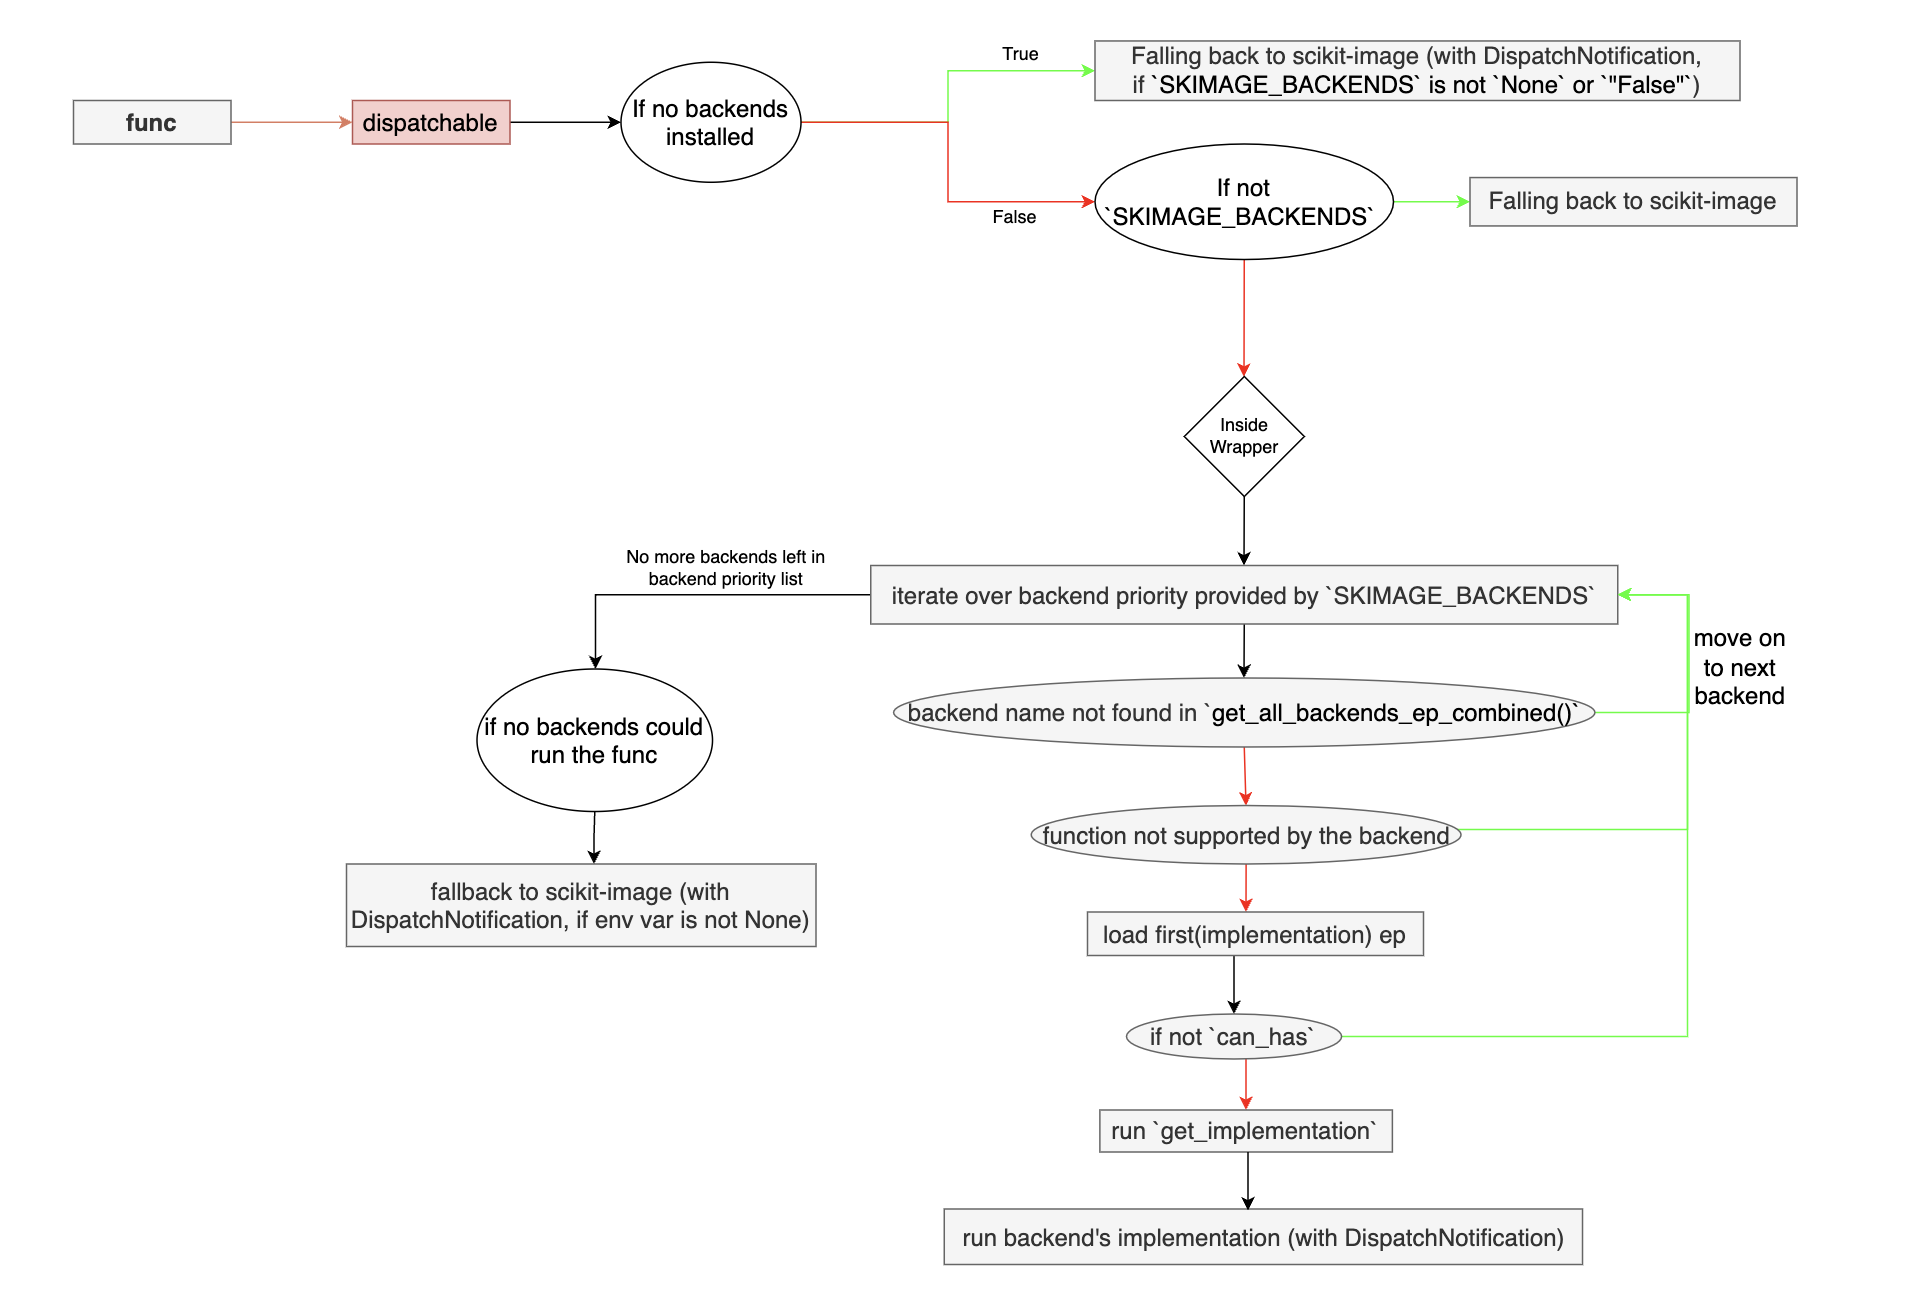 True
Falling back to scikit-image (with DispatchNotification,
if `SKIMAGE_BACKENDS` is not `None` or `"False"`)
func
dispatchable
If no backends
installed
False
If not
`SKIMAGE_BACKENDS`
Falling back to scikit-image
Inside
Wrapper
No more backends left in
backend priority list
iterate over backend priority provided by `SKIMAGE_BACKENDS`
move on
to next
backend
backend name not found in `get_all_backends_ep_combined()`
if no backends could
run the func
function not supported by the backend
fallback to scikit-image (with
DispatchNotification, if env var is not None)
load first(implementation) ep
if not `can_has`
run `get_implementation`
run backend's implementation (with DispatchNotification)